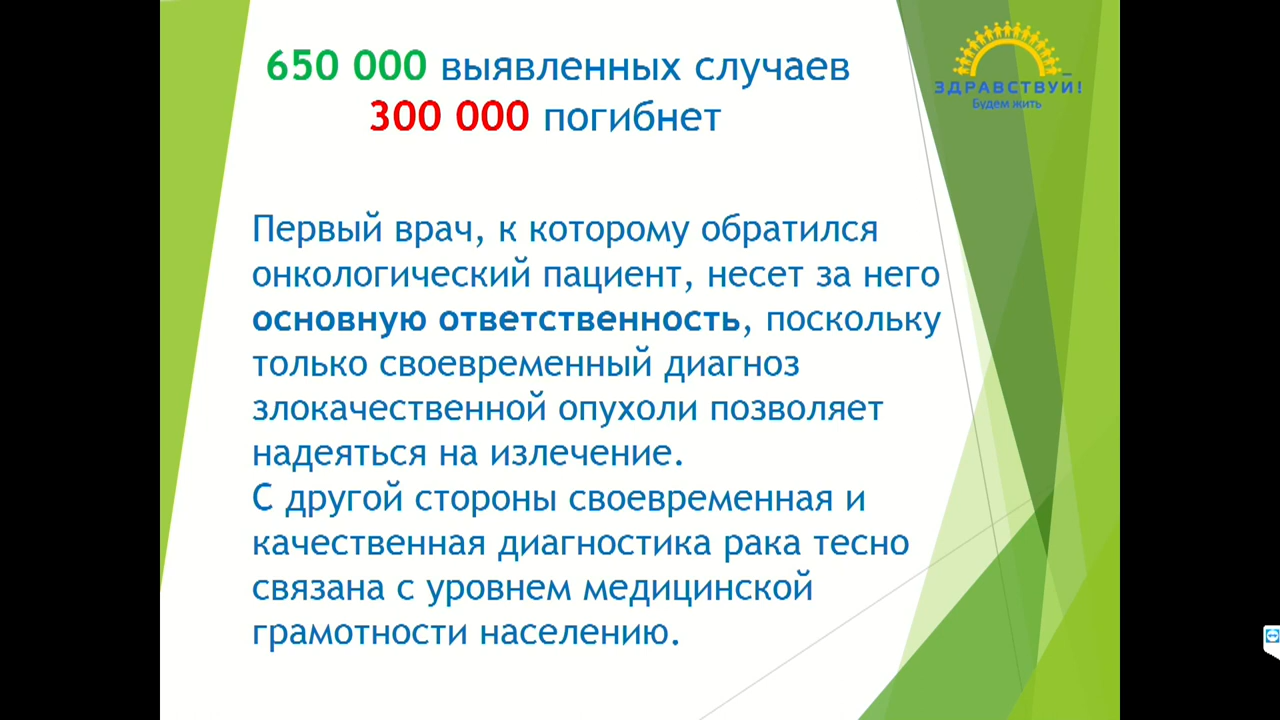 650 000 выявленных случаев
300 000 погибнет
ЗДРАВСТВУЙ!
Будем жить
Первый врач, к которому обратился
онкологический пациент, несет за него
основную ответственность, поскольку
только своевременный диагноз
злокачественной опухоли позволяет
надеяться на излечение.
С другой стороны своевременная и
качественная диагностика рака тесно
связана с уровнем медицинской
грамотности населению.